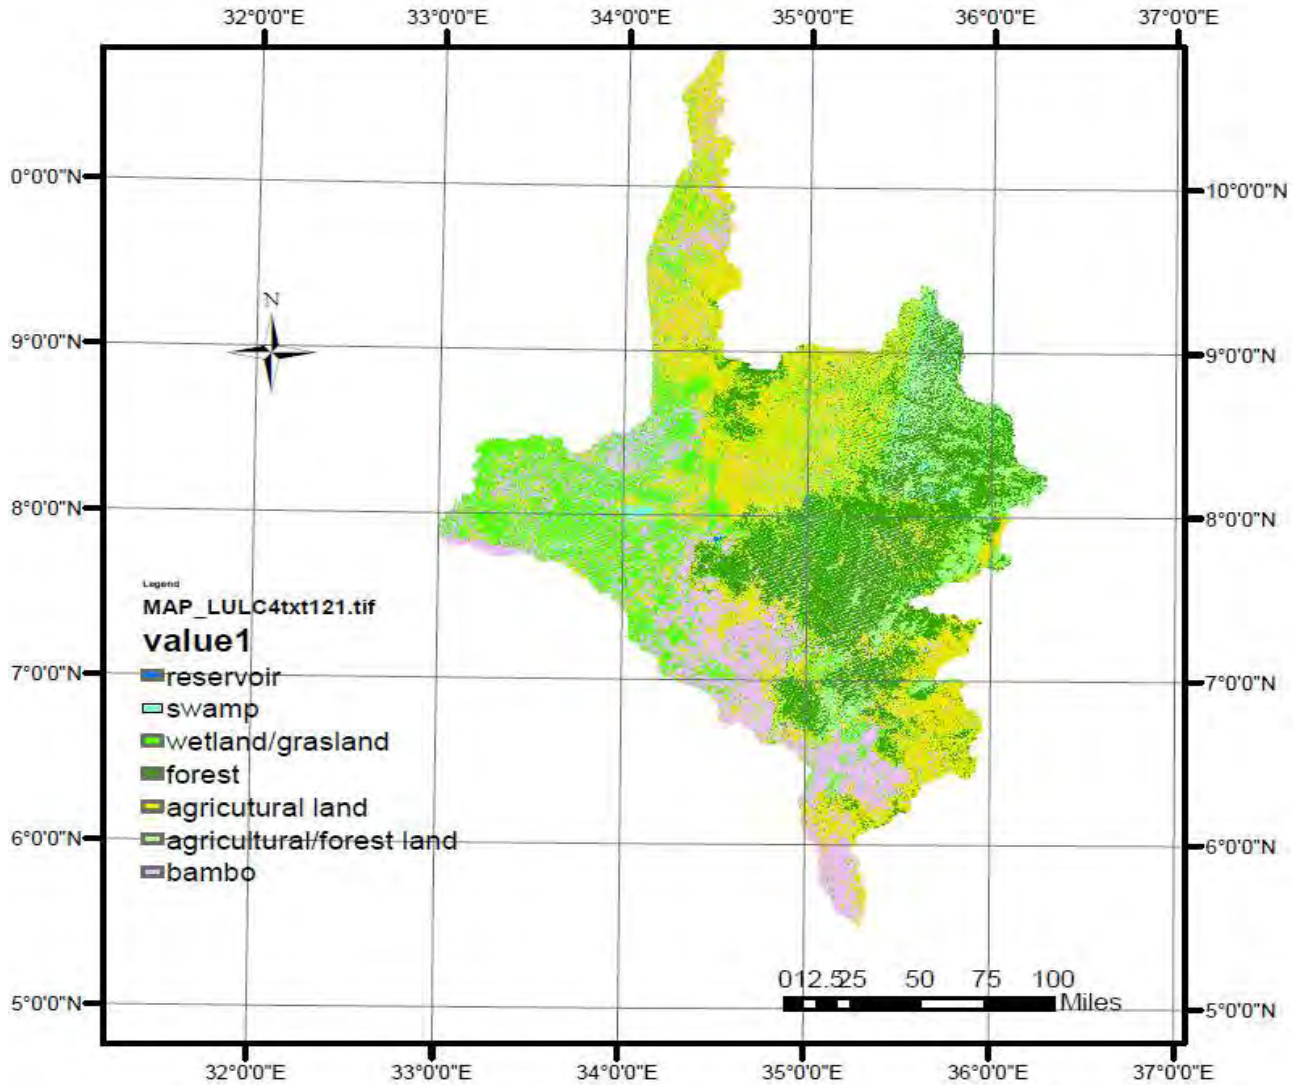 32°0'0"E 33°0'0"E 34°0'0"E 35°0'0"E 36°0'0"E 37°0'0"E
0°0'0"N
10°0'0"N
N
9°0'0"N
9°0'0"N
8°0'0"N
8°0'0"N
Legend
MAP_LULC4txt121.tif
value1
7°0'0"N
reservoir
7°0'0"N
swamp
wetland/grasland
forest
agricutural land
6°0'0"N
agricultural/forest land
6°0'0"N
bambo
0 12.5 25 50 75 100
Miles
5°0'0"N
5°0'0"N
32°0'0"E 33°0'0"E 34°0'0"E 35°0'0"E 36°0'0"E 37°0'0"E